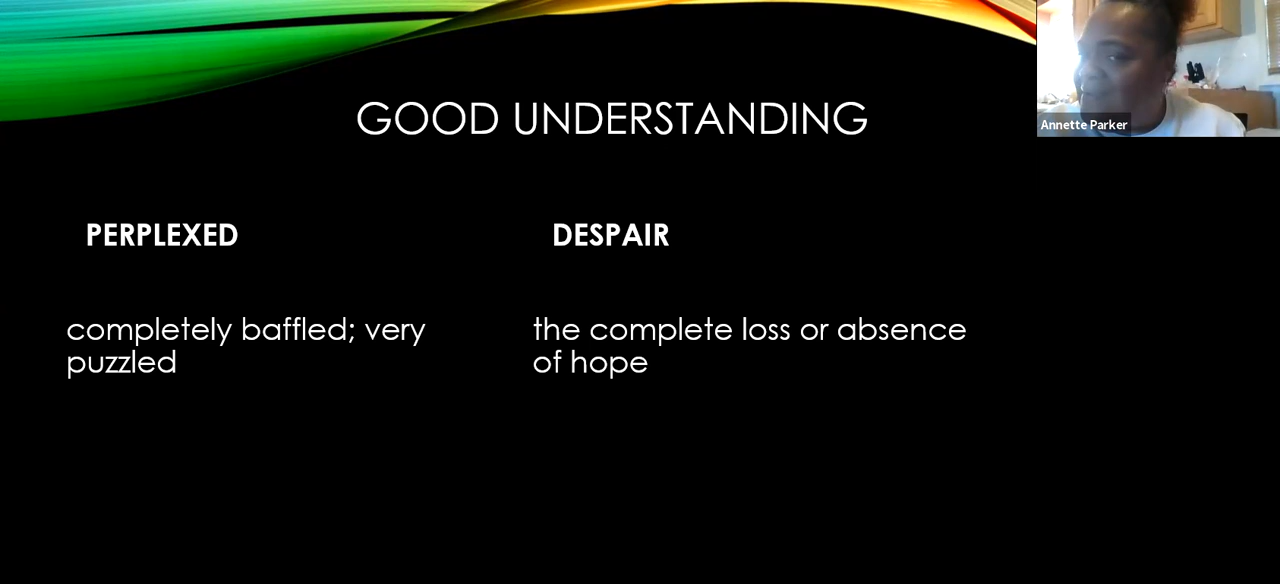 GOOD UNDERSTANDING
Annette Parker
PERPLEXED
completely baffled; very
puzzled
DESPAIR
the complete loss or absence
of hope